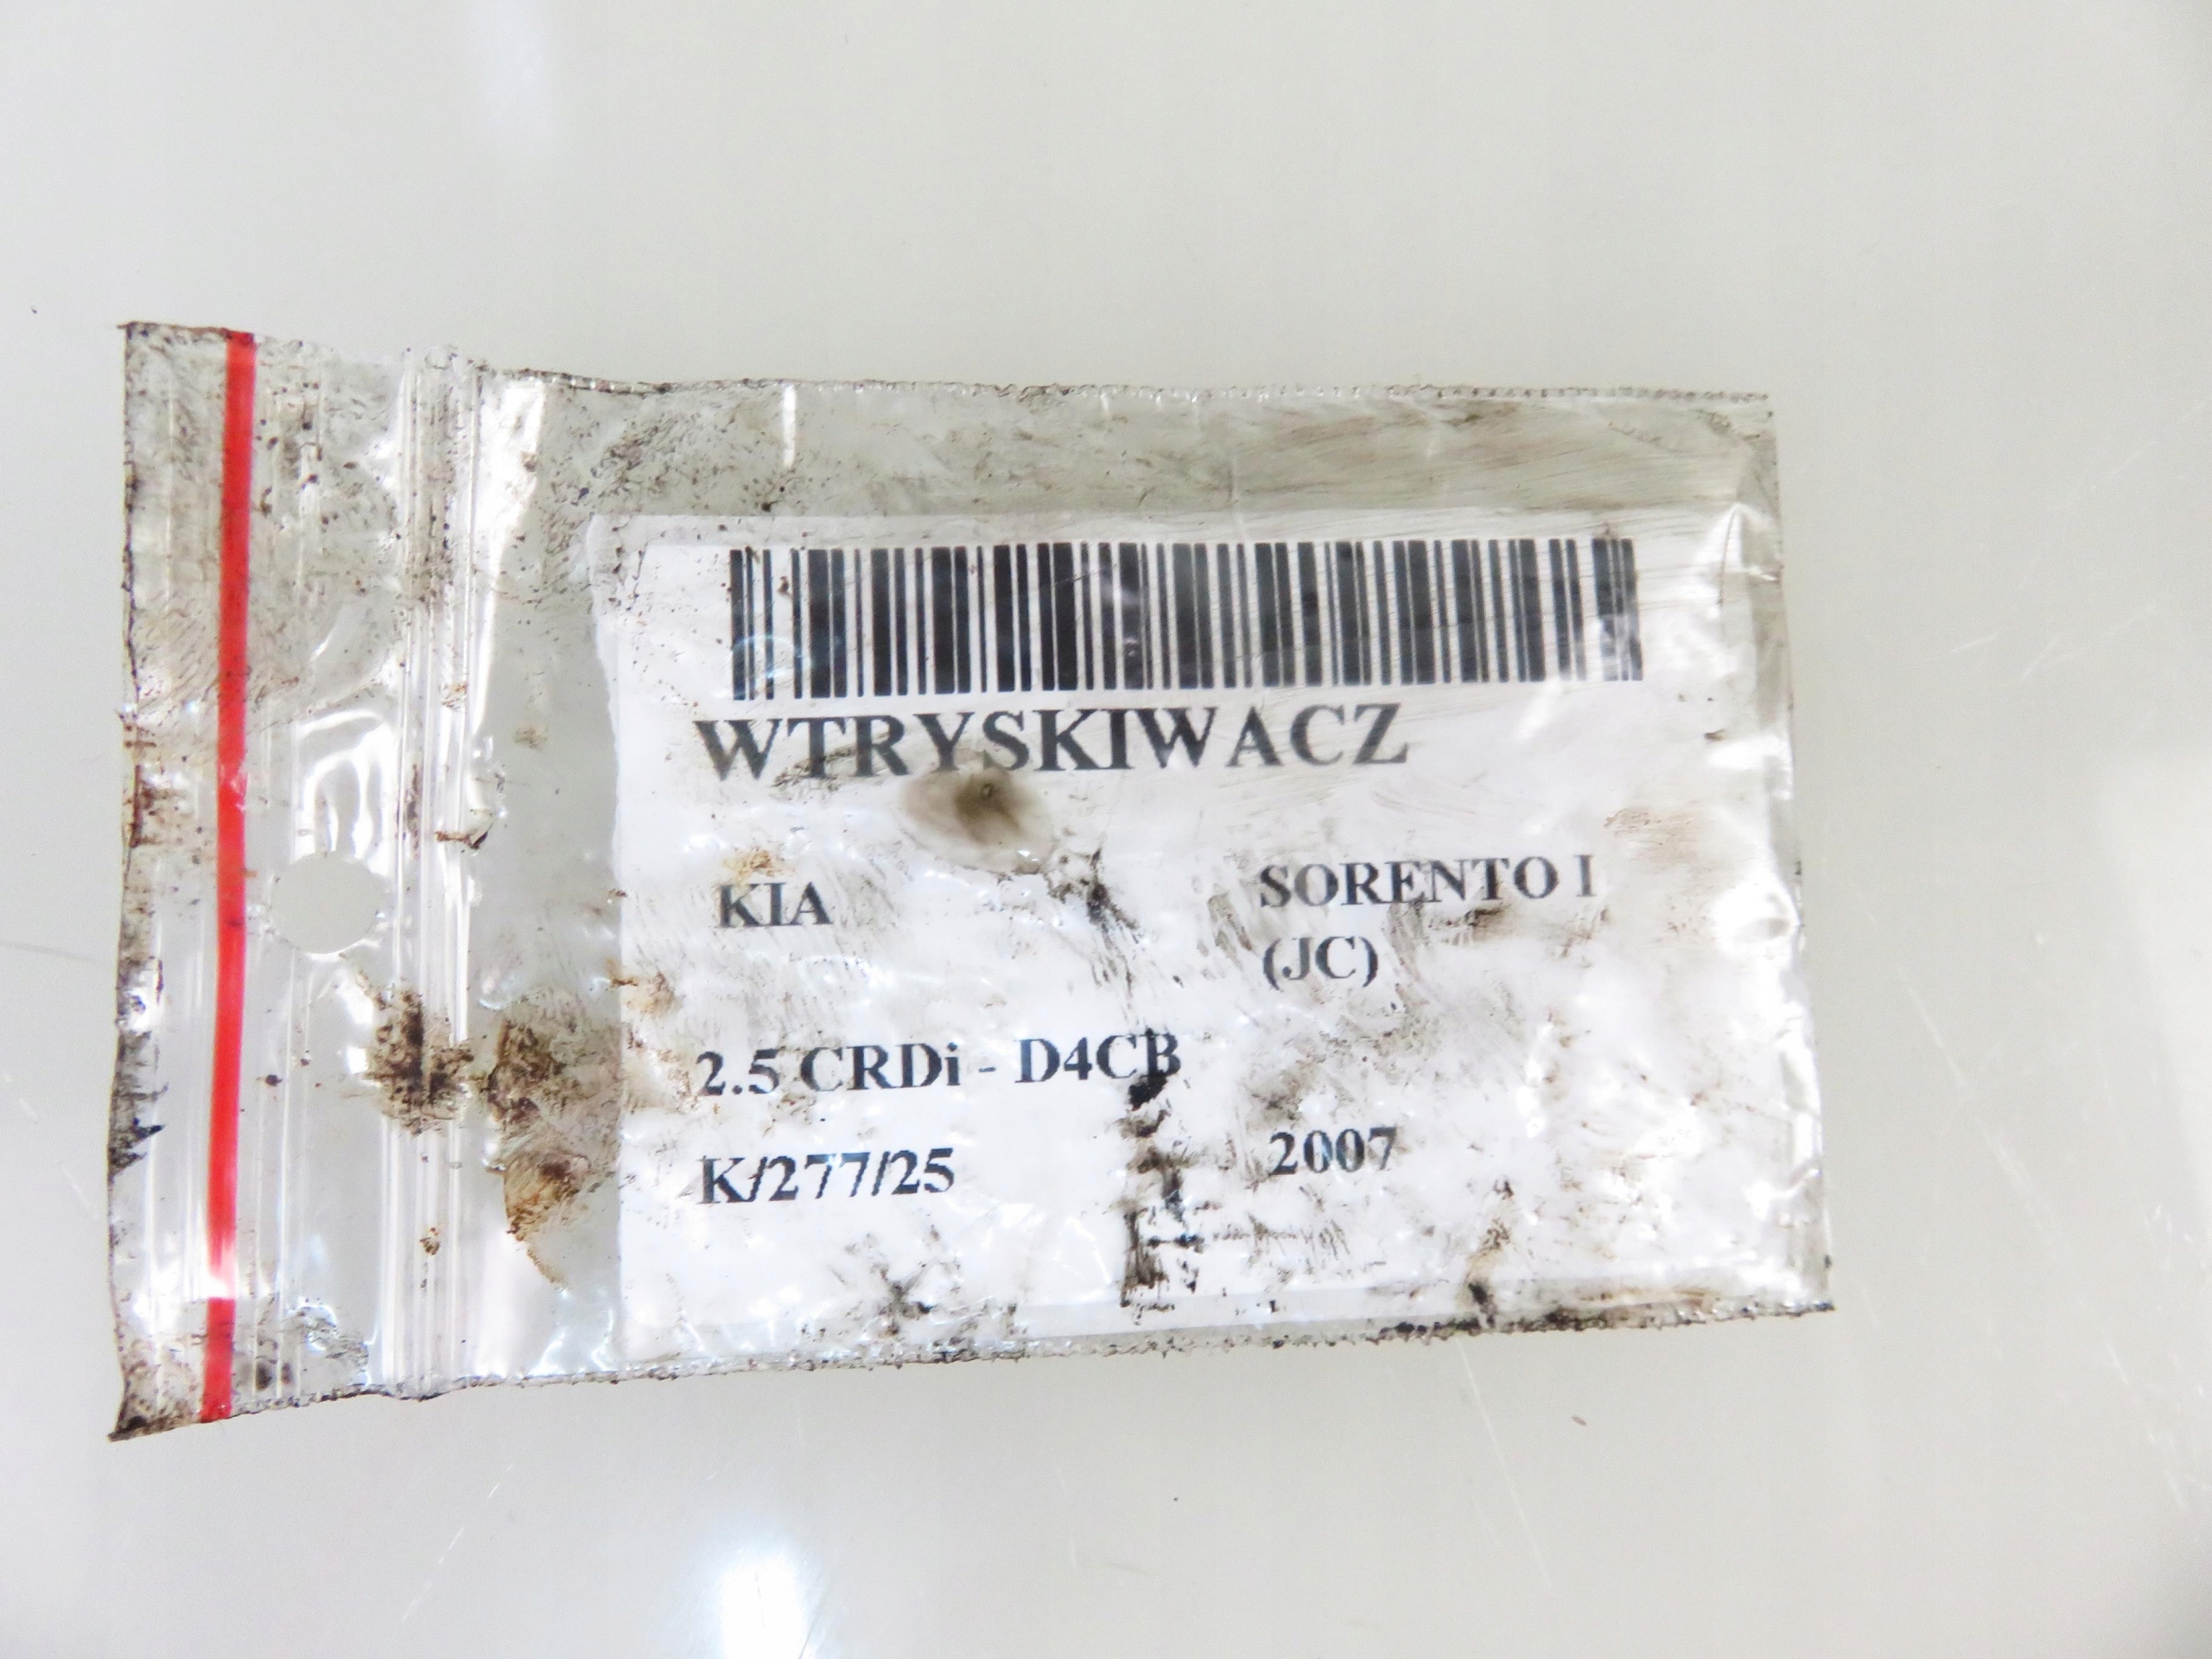 WTRYSKIWACZ
KIA
SORENTO I
(JC)
2.5 CRDi - D4CB
K/277/25
2007